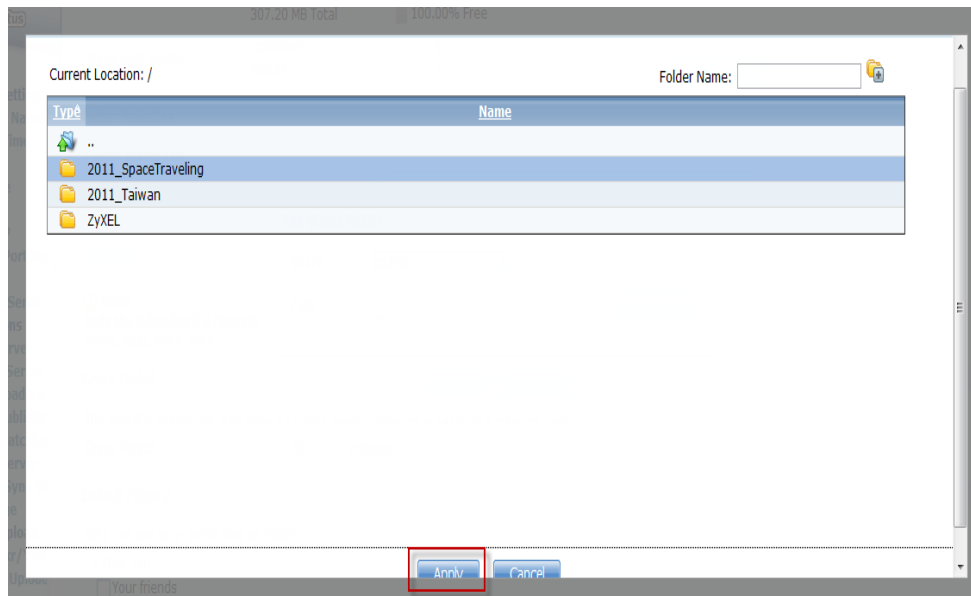 307.20 MB Total 100.00% Free
Current Location: /
Folder Name:
Type Name
..
2011_SpaceTraveling
2011_Taiwan
ZyXEL
Apply Cancel
Your friends